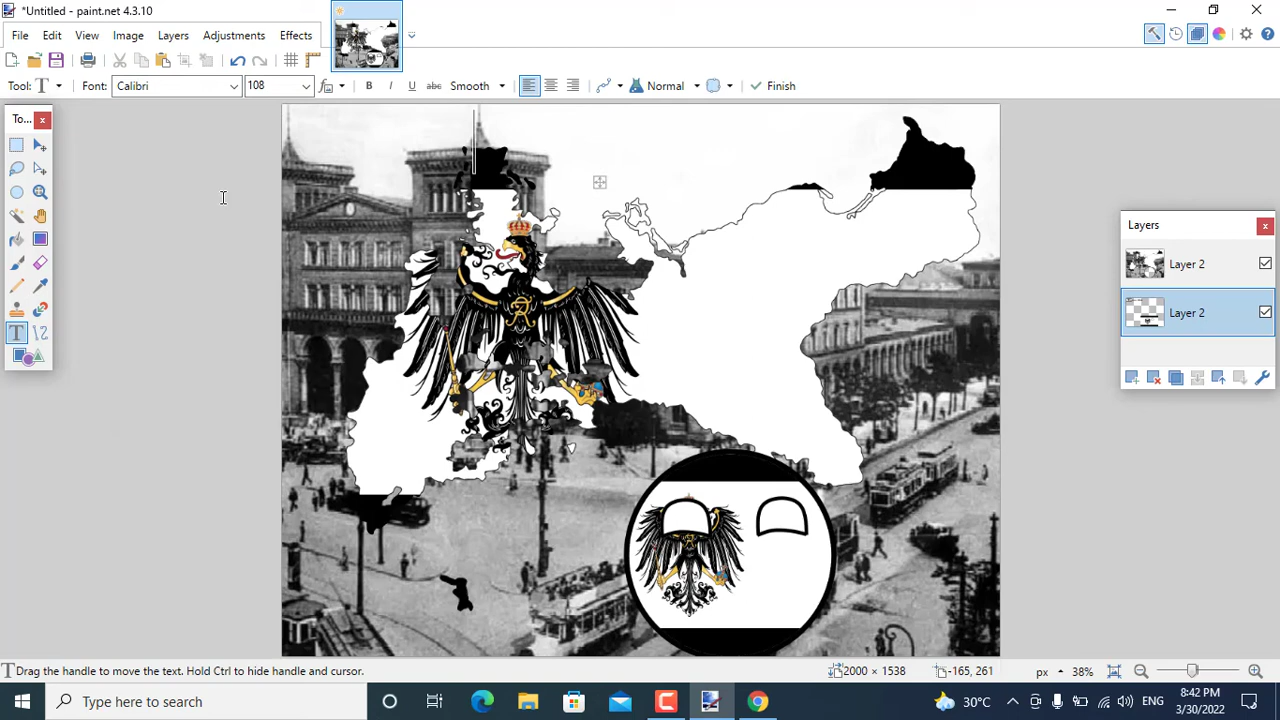 *Untitled - paint.net 4.3.10
File Edit View Image Layers Adjustments Effects
Tool: T Font: Calibri 108 B I U abc Smooth Normal Finish
To...
T
Layers
Layer 2
Layer 2
Drag the handle to move the text. Hold Ctrl to hide handle and cursor. 2000 × 1538 -165, 261 px 38%
Type here to search 30°C ENG 8:42 PM
3/30/2022